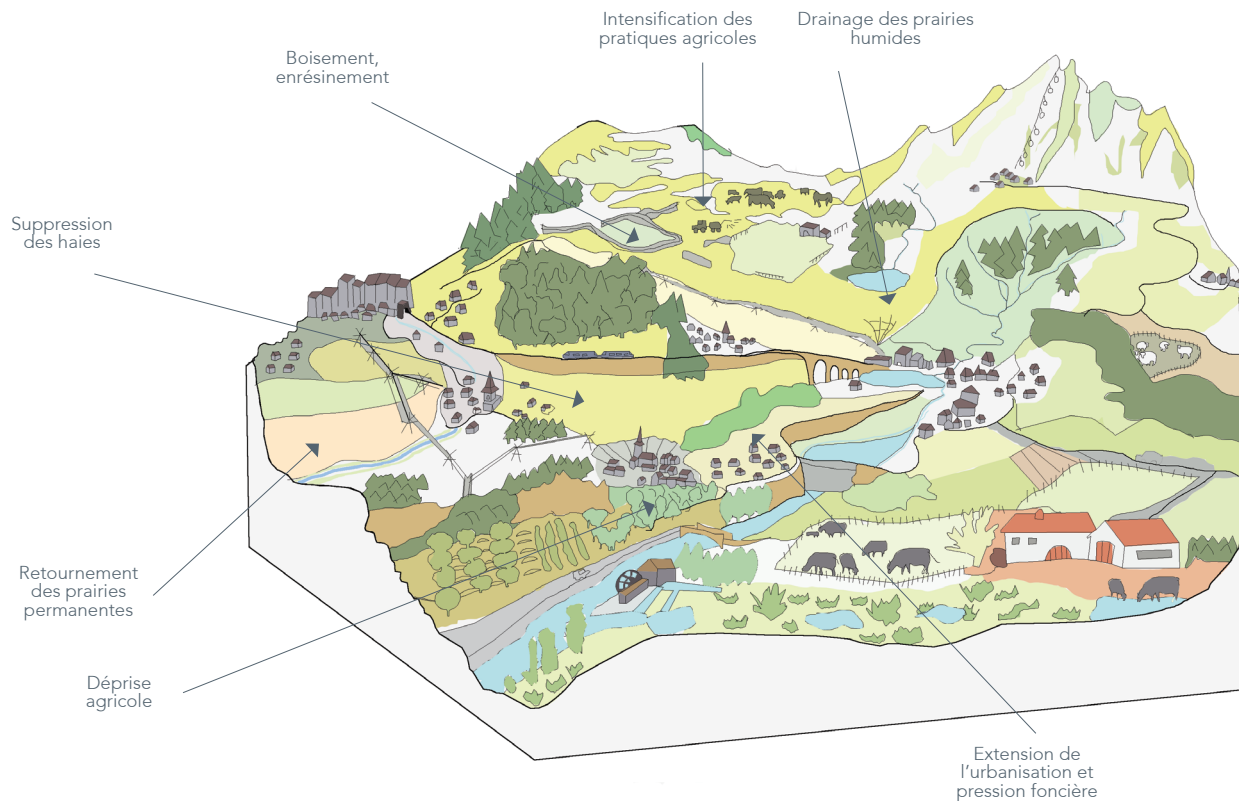 Intensification des
pratiques agricoles
Drainage des prairies
humides
Boisement,
enrésinement
Suppression
des haies
Retournement
des prairies
permanentes
Déprise
agricole
Extension de
l'urbanisation et
pression foncière